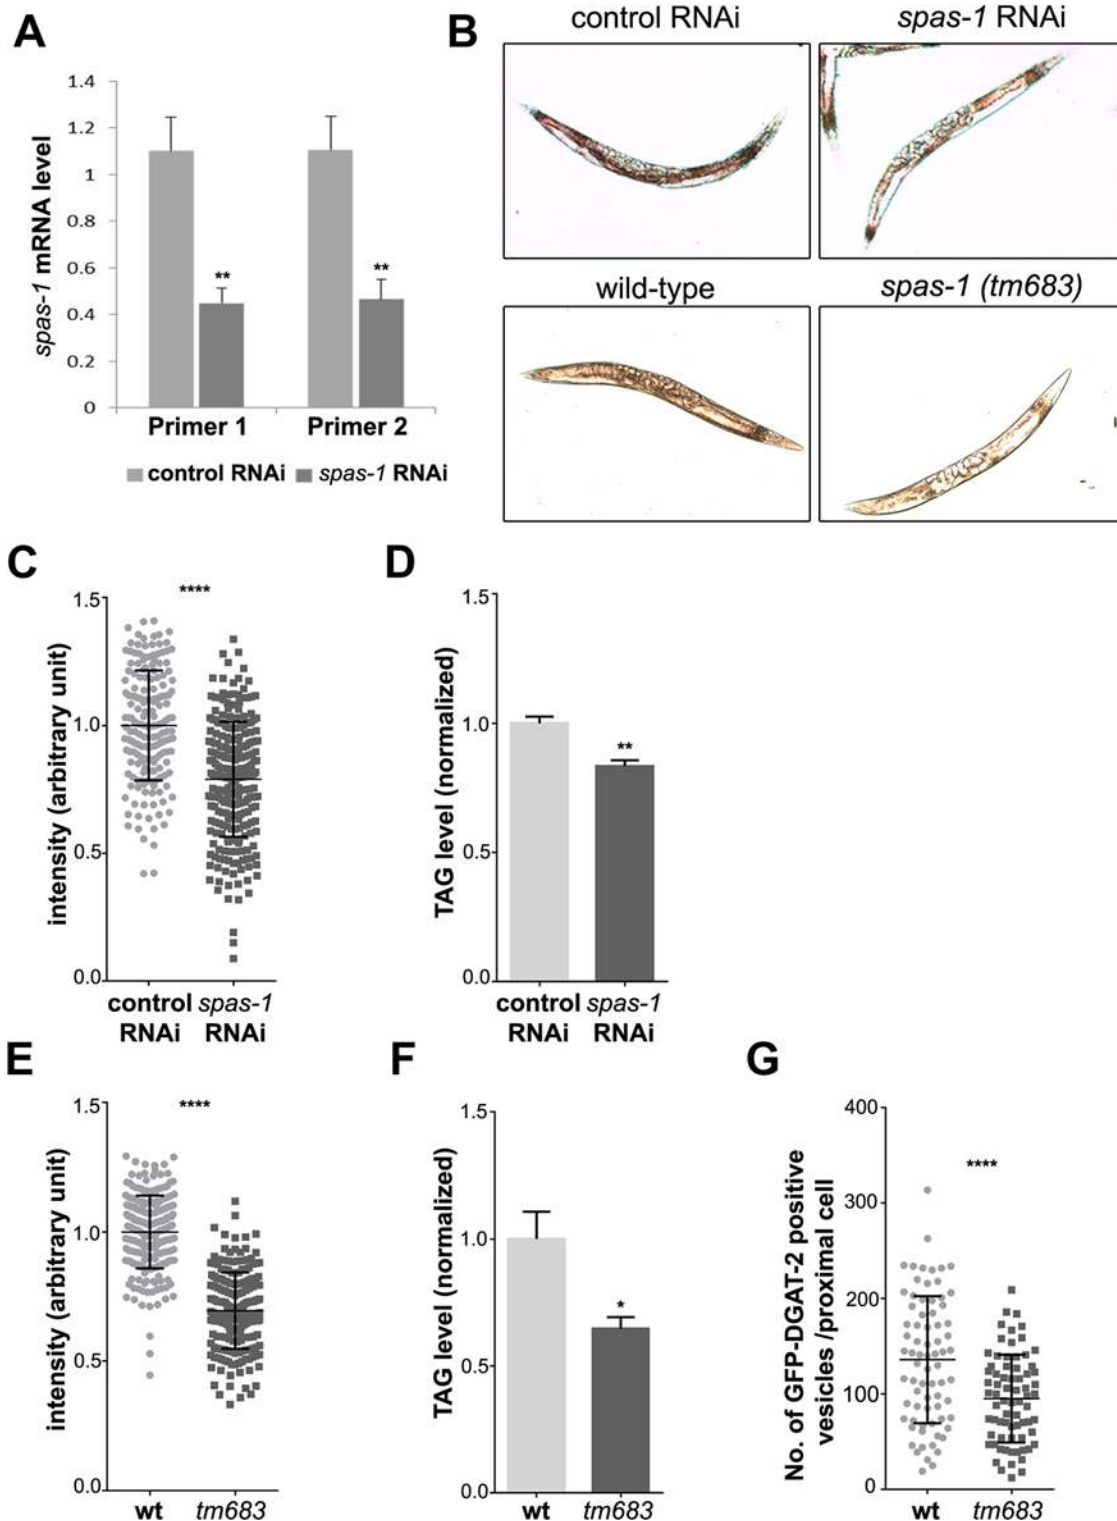 A
1.4
1.2
1
0.8
0.6
0.4
0.2
0
spas-1 mRNA level
**
**
Primer 1 Primer 2
control RNAi spas-1 RNAi
B
control RNAi spas-1 RNAi
wild-type spas-1 (tm683)
C
****
1.5
1.0
0.5
0.0
intensity (arbitrary unit)
control spas-1
RNAi RNAi
D
1.5
1.0
0.5
0.0
TAG level (normalized)
**
control spas-1
RNAi RNAi
E
****
1.5
1.0
0.5
0.0
intensity (arbitrary unit)
wt tm683
F
1.5
1.0
0.5
0.0
TAG level (normalized)
*
wt tm683
G
400
300
200
100
0
No. of GFP-DGAT-2 positive
vesicles /proximal cell
****
wt tm683